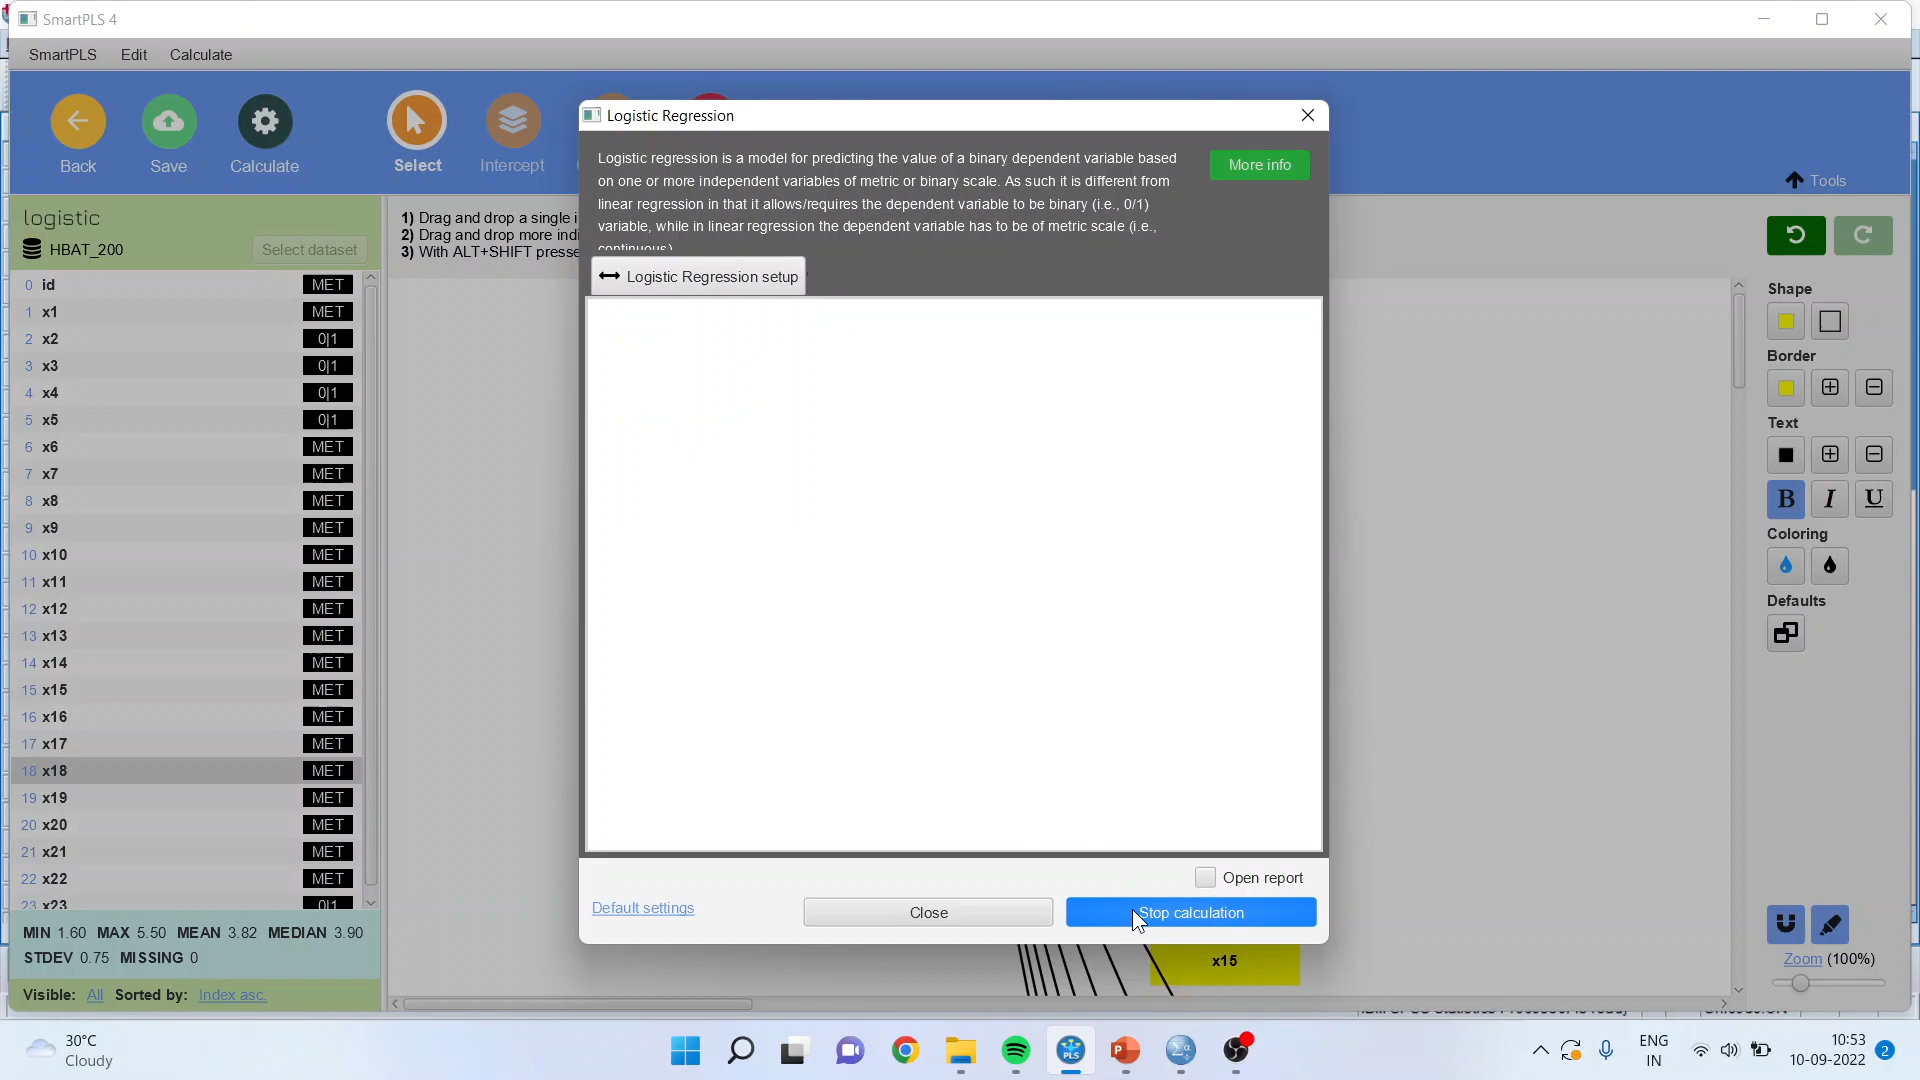 SmartPLS 4
SmartPLS Edit Calculate
Back Save Calculate Select Intercept
Tools
logistic
HBAT_200 Select dataset
1) Drag and drop a single i
2) Drag and drop more indi
3) With ALT+SHIFT presse
0 id MET
1 x1 MET
2 x2 0|1
3 x3 0|1
4 x4 0|1
5 x5 0|1
6 x6 MET
7 x7 MET
8 x8 MET
9 x9 MET
10 x10 MET
11 x11 MET
12 x12 MET
13 x13 MET
14 x14 MET
15 x15 MET
16 x16 MET
17 x17 MET
18 x18 MET
19 x19 MET
20 x20 MET
21 x21 MET
22 x22 MET
23 x23 0|1
MIN 1.60 MAX 5.50 MEAN 3.82 MEDIAN 3.90
STDEV 0.75 MISSING 0
Visible: All Sorted by: Index asc.
Logistic Regression
Logistic regression is a model for predicting the value of a binary dependent variable based
on one or more independent variables of metric or binary scale. As such it is different from
linear regression in that it allows/requires the dependent variable to be binary (i.e., 0/1)
variable, while in linear regression the dependent variable has to be of metric scale (i.e.,
continuous)
More info
Logistic Regression setup
Open report
Default settings Close Stop calculation
x15
Shape
Border
Text
B I U
Coloring
Defaults
Zoom (100%)
30°C
Cloudy
PLS
ENG
IN
10:53
10-09-2022
2